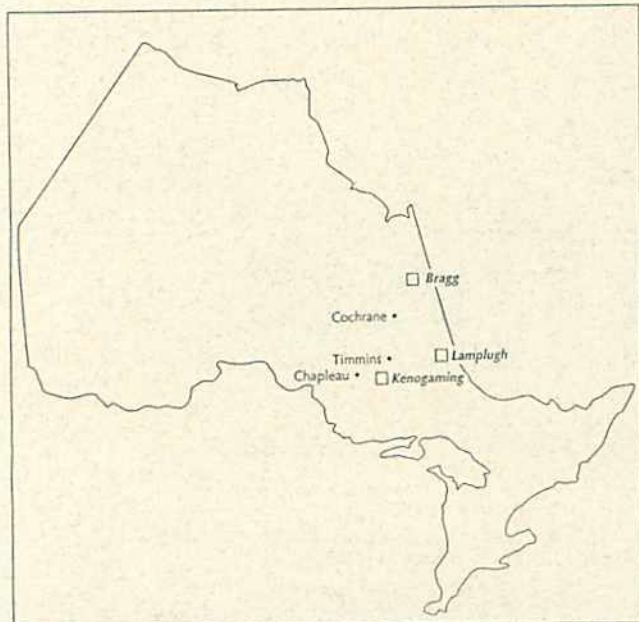 Bragg
Cochrane
Lamplugh
Timmins
Chapleau
Kenogaming